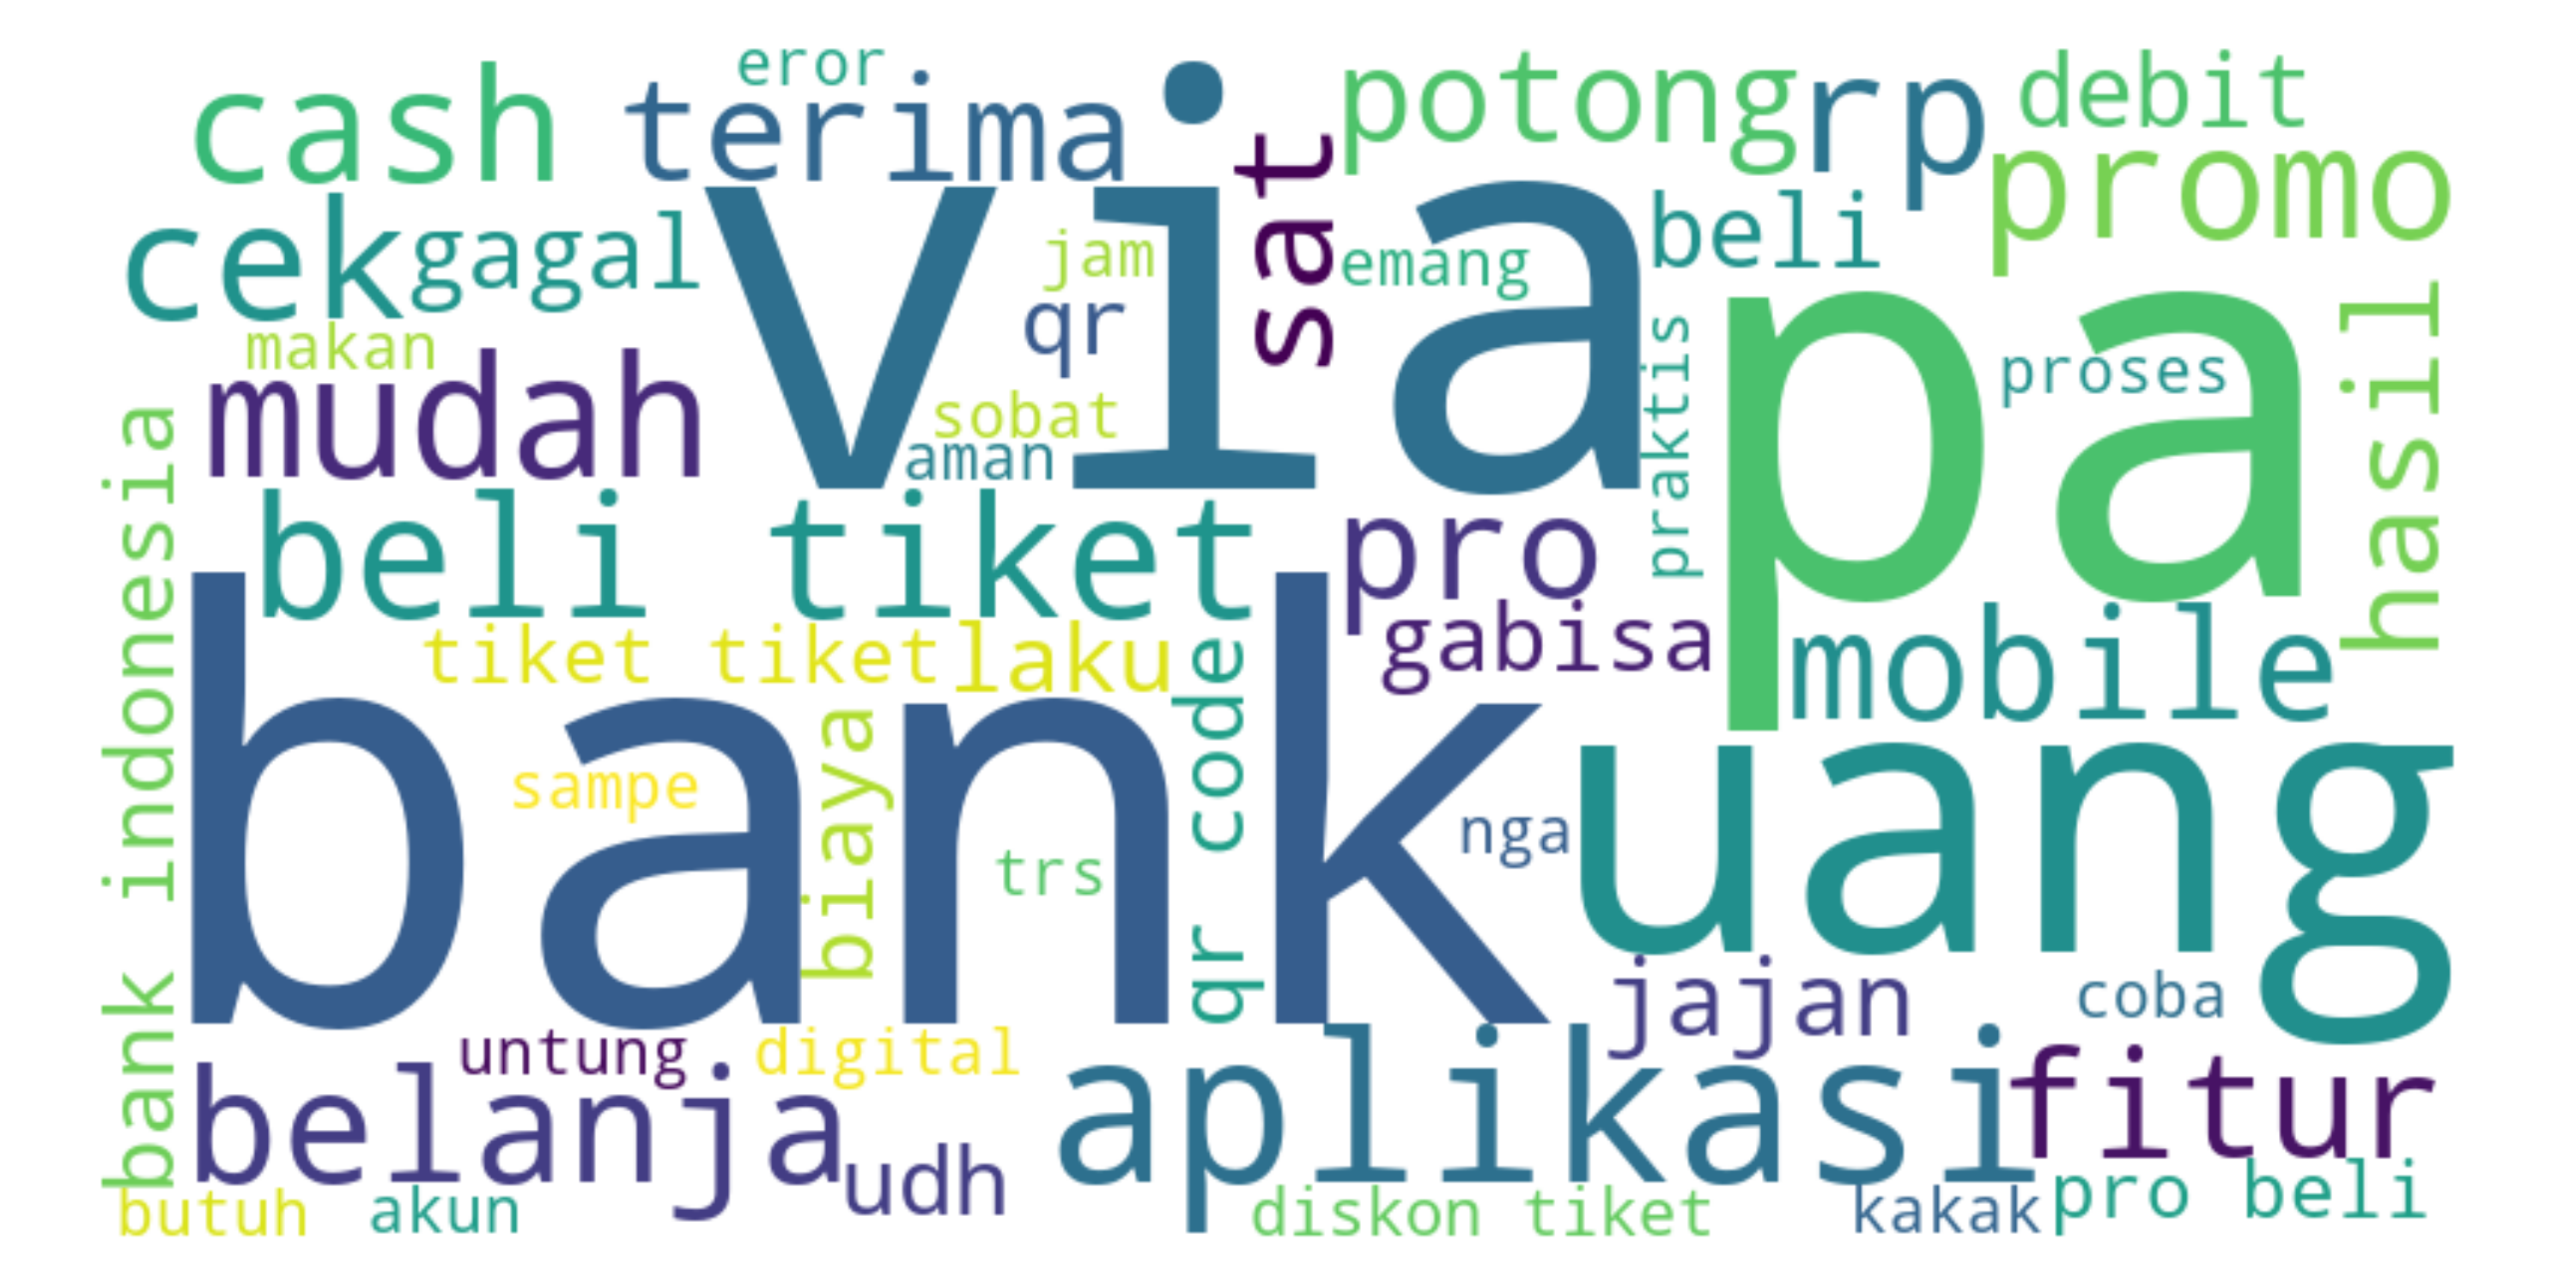 eror
cash
terima
potong
rp
debit
promo
sat
via
cek
gagal
jam
emang
beli
qr
makan
mudah
sobat
aman
praktis
pa
proses
hasil
bank indonesia
beli tiket
pro
gabisa
mobile
tiket tiket
laku
bank
sampe
biaya
trs
qr code
nga
uang
jajan
coba
untung
digital
belanja
udh
aplikasi
fitur
butuh
akun
diskon tiket
kakak
pro beli